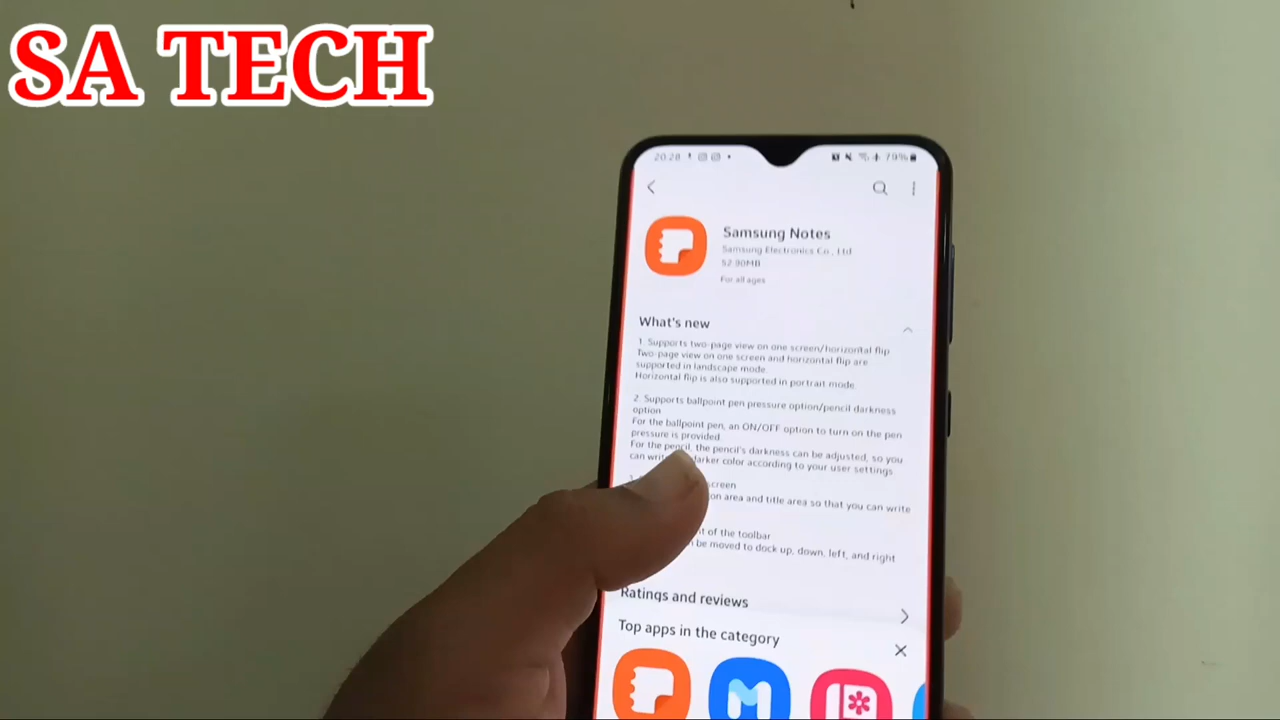 SA TECH
20:28
79%
Samsung Notes
Samsung Electronics Co., Ltd
52.90MB
For all ages
What's new
1. Supports two-page view on one screen/horizontal flip
Two-page view on one screen and horizontal flip are
supported in landscape mode.
Horizontal flip is also supported in portrait mode.
2. Supports ballpoint pen pressure option/pencil darkness
option
For the ballpoint pen, an ON/OFF option to turn on the pen
pressure is provided.
For the pencil, the pencil's darkness can be adjusted, so you
can darker color according to your user settings
screen
area and title area so that you can write
of the toolbar
be moved to dock up, down, left, and right
Ratings and reviews
Top apps in the category